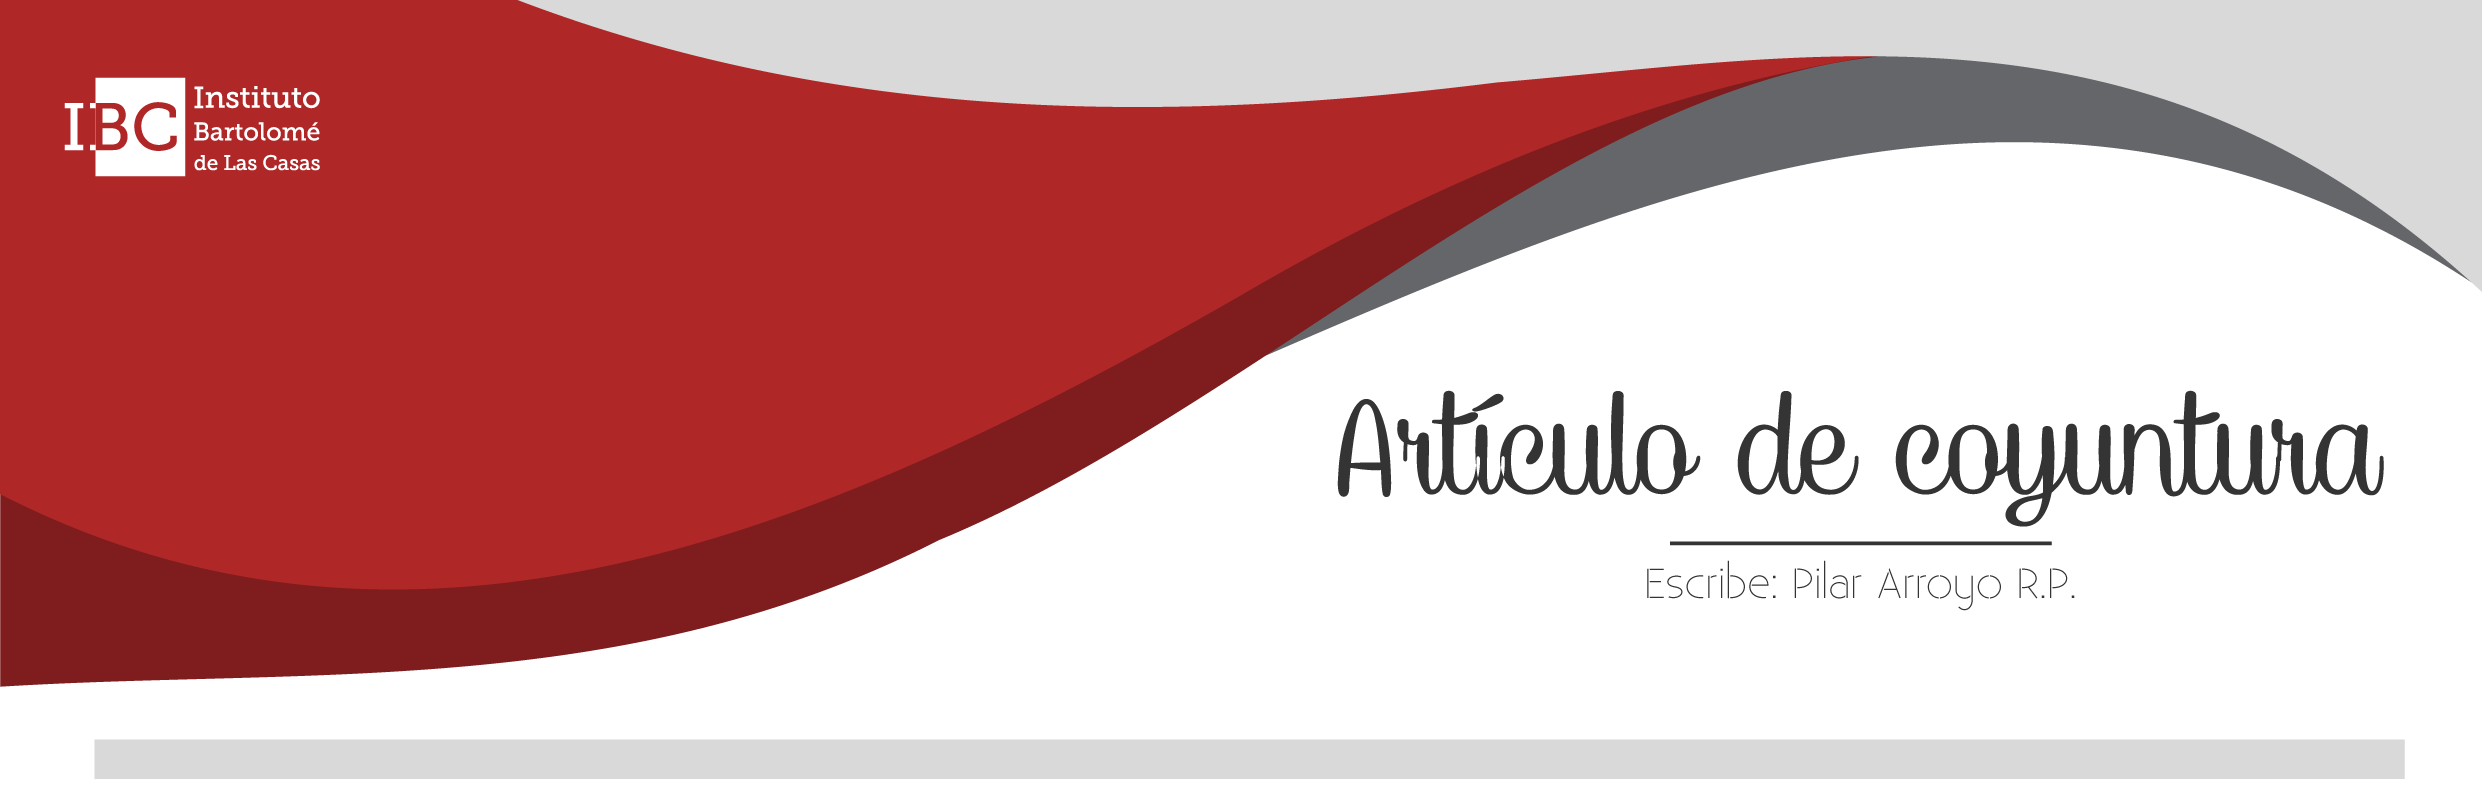 IBC
Instituto
Bartolomé
de Las Casas
Artículo de coyuntura
Escribe: Pilar Arroyo R.P.